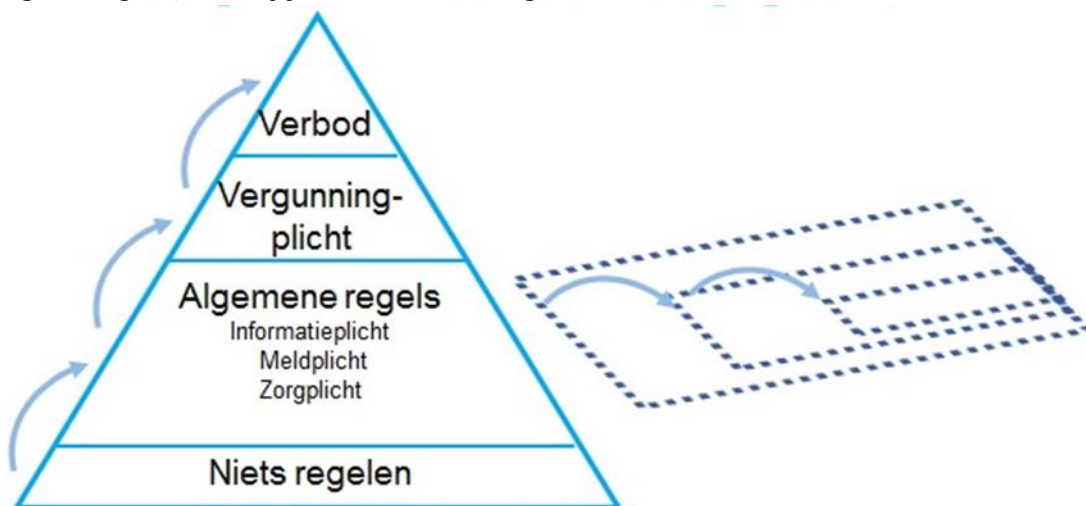 Verbod
Vergunning-
plicht
Algemene regels
Informatieplicht
Meldplicht
Zorgplicht
Niets regelen